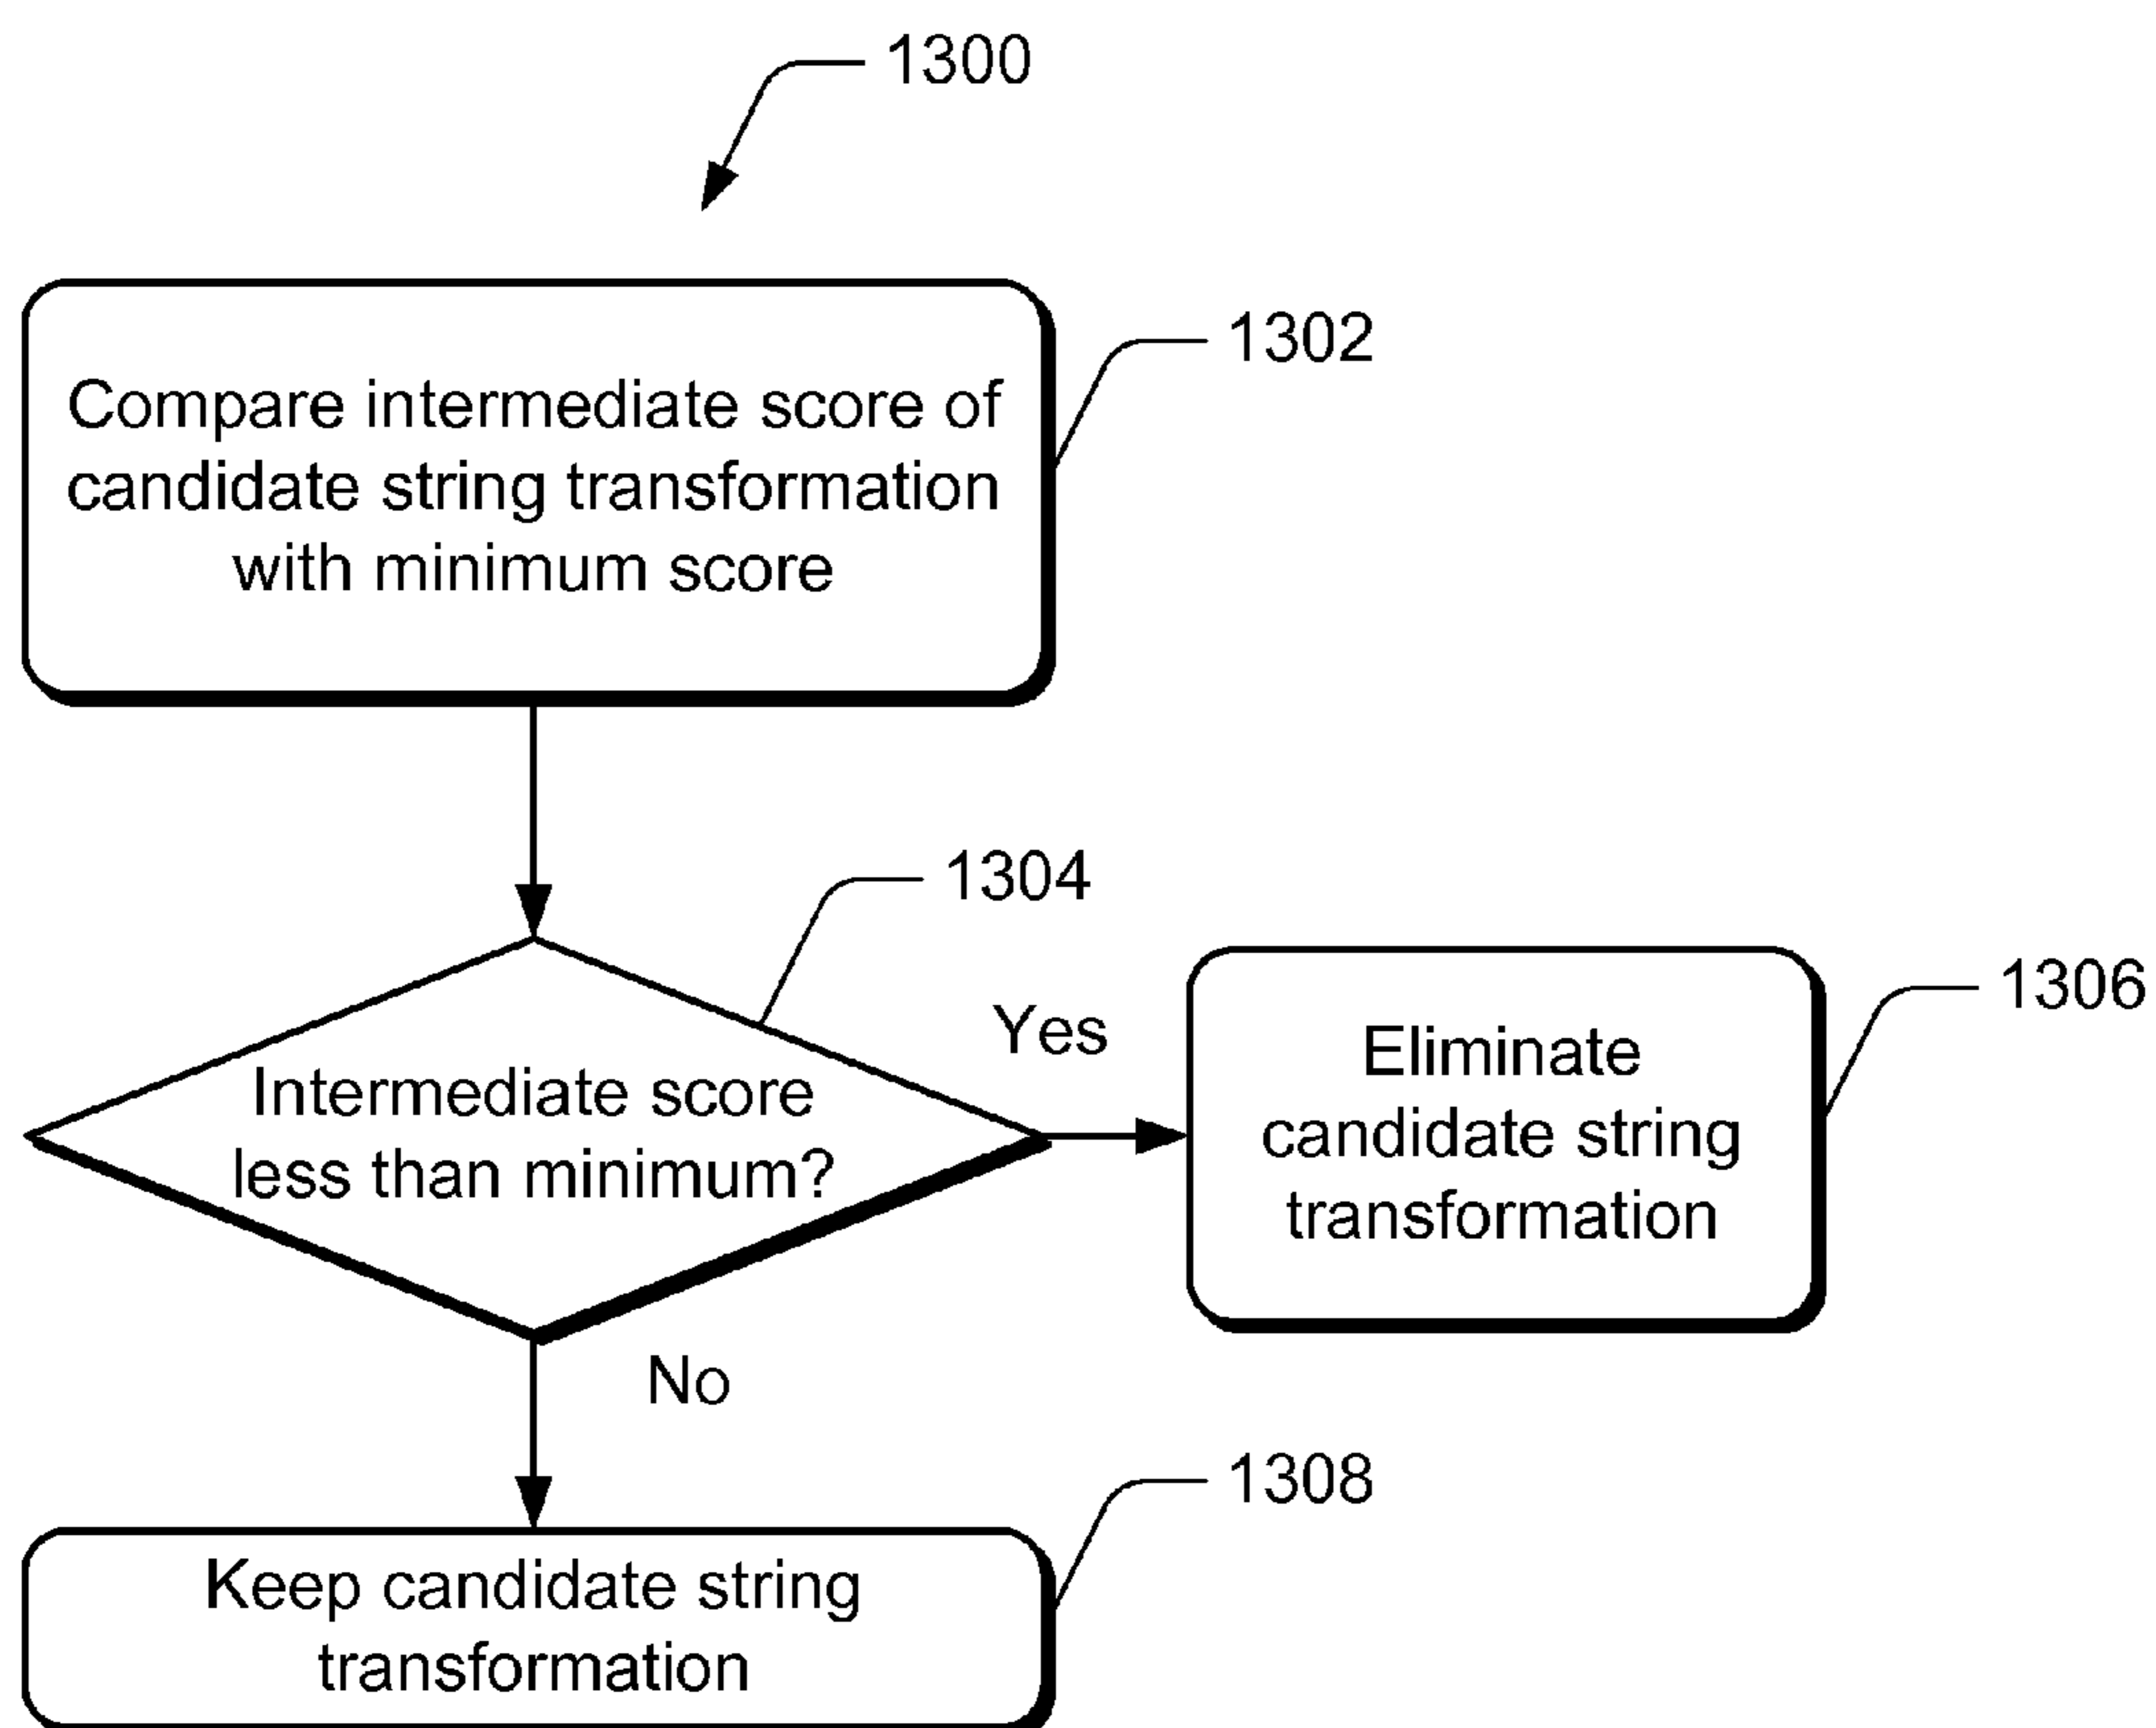 1300
1302
Compare intermediate score of
candidate string transformation
with minimum score
1304
Yes
1306
Eliminate
candidate string
transformation
Intermediate score
less than minimum?
No
1308
Keep candidate string
transformation